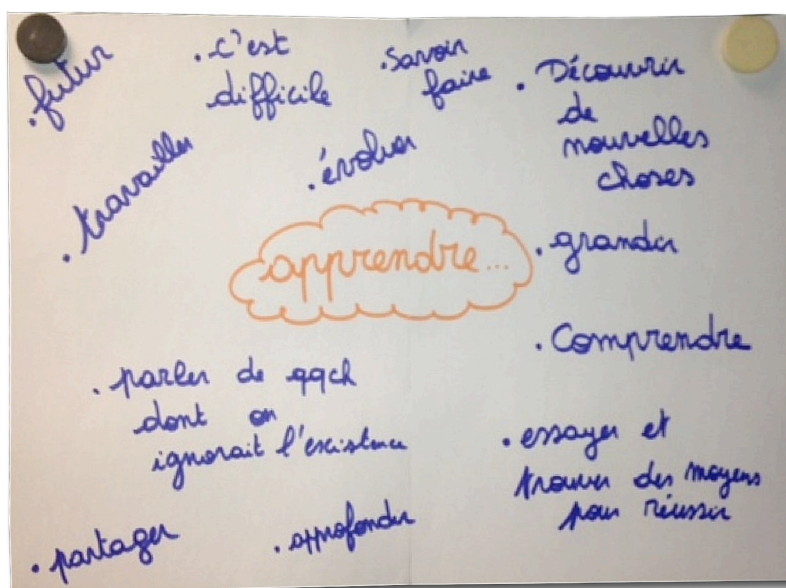 . futur
. c'est
difficile
. savoir
faire
. Découvrir
de
nouvelles
choses
. travailler
. évoluer
apprendre...
. grandir
. Comprendre
. parler de qqch
dont on
ignorait l'existence
. essayer et
trouver des moyens
pour réussir
. partager
. approfondir